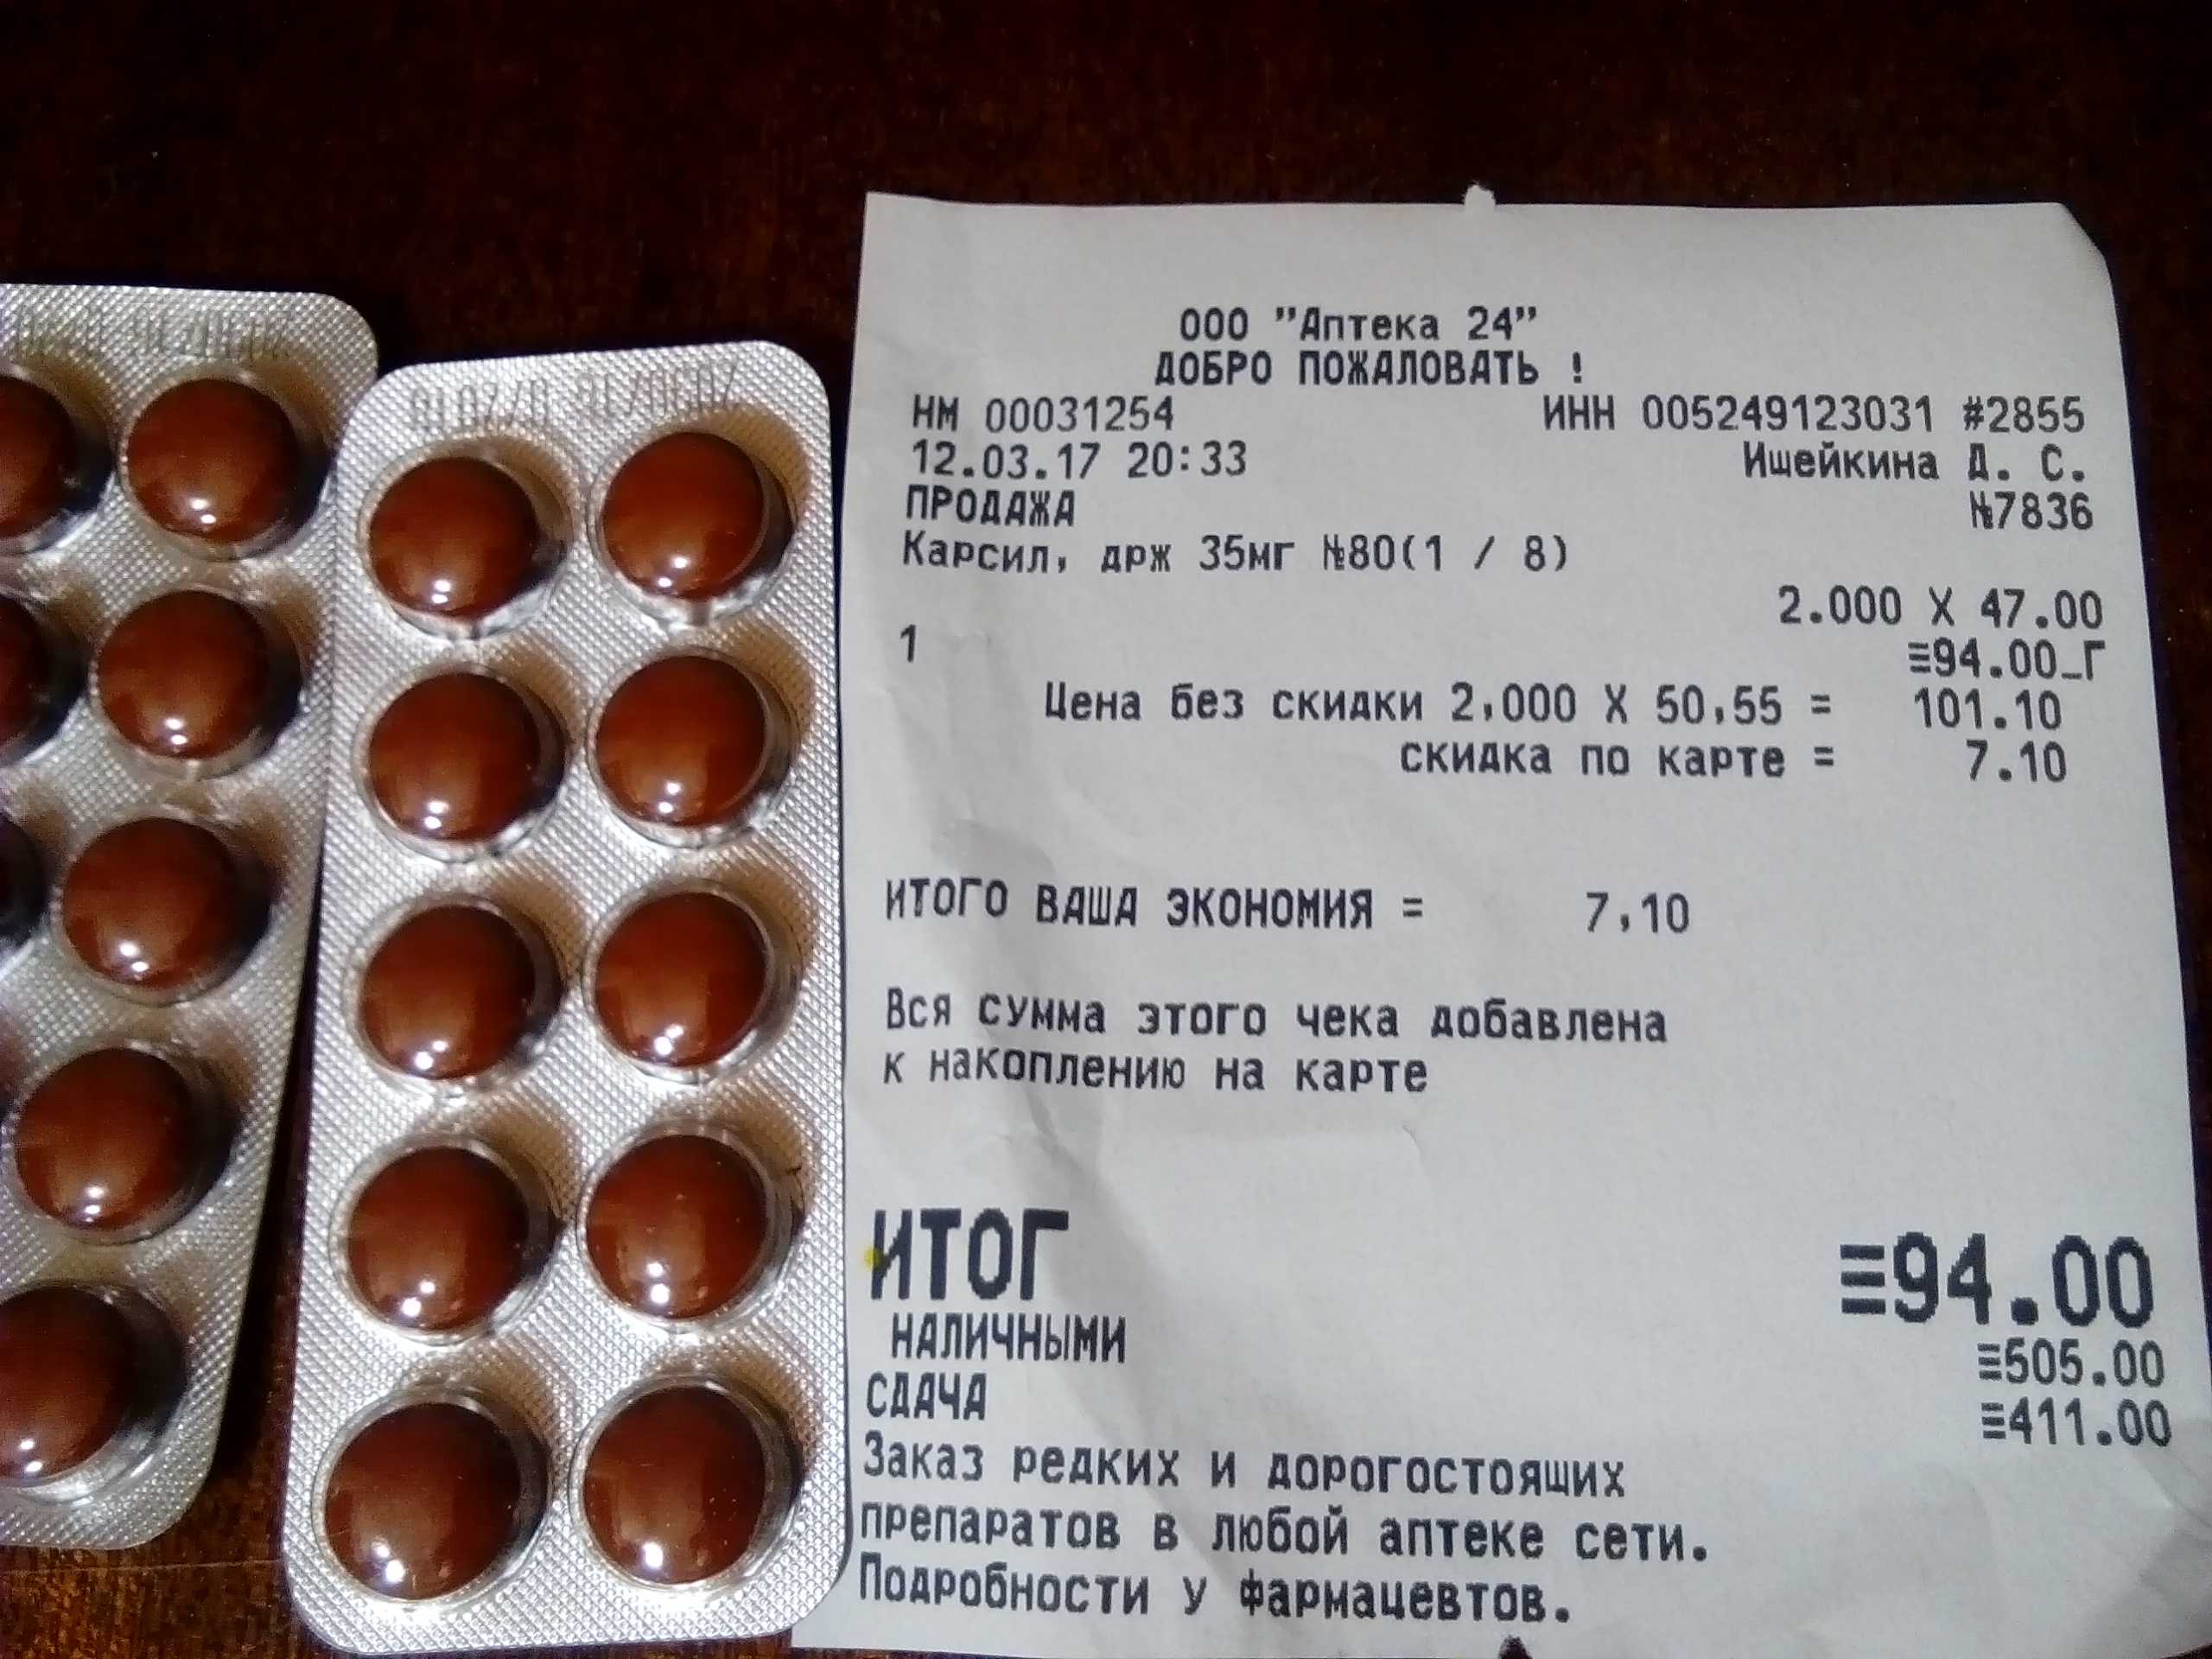 ООО "Аптека 24"
ДОБРО ПОЖАЛОВАТЬ !
НМ 00031254 ИНН 005249123031 #2855
12.03.17 20:33 Ищейкина Д. С.
ПРОДАЖА №7836
Карсил, држ 35мг №80(1 / 8)
2.000 X 47.00
1 ≡94.00_Г
Цена без скидки 2,000 X 50,55 = 101.10
скидка по карте = 7.10
ИТОГО ВАША ЭКОНОМИЯ = 7,10
Вся сумма этого чека добавлена
к накоплению на карте
ИТОГ ≡94.00
НАЛИЧНЫМИ ≡505.00
СДАЧА ≡411.00
Заказ редких и дорогостоящих
препаратов в любой аптеке сети.
Подробности у фармацевтов.